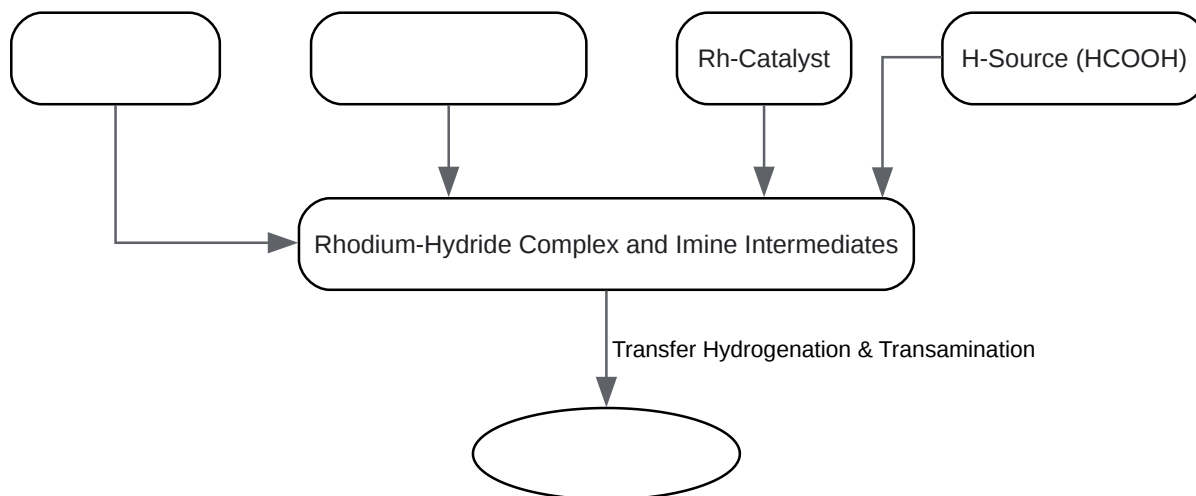 Rh-Catalyst
H-Source (HCOOH)
Rhodium-Hydride Complex and Imine Intermediates
Transfer Hydrogenation & Transamination